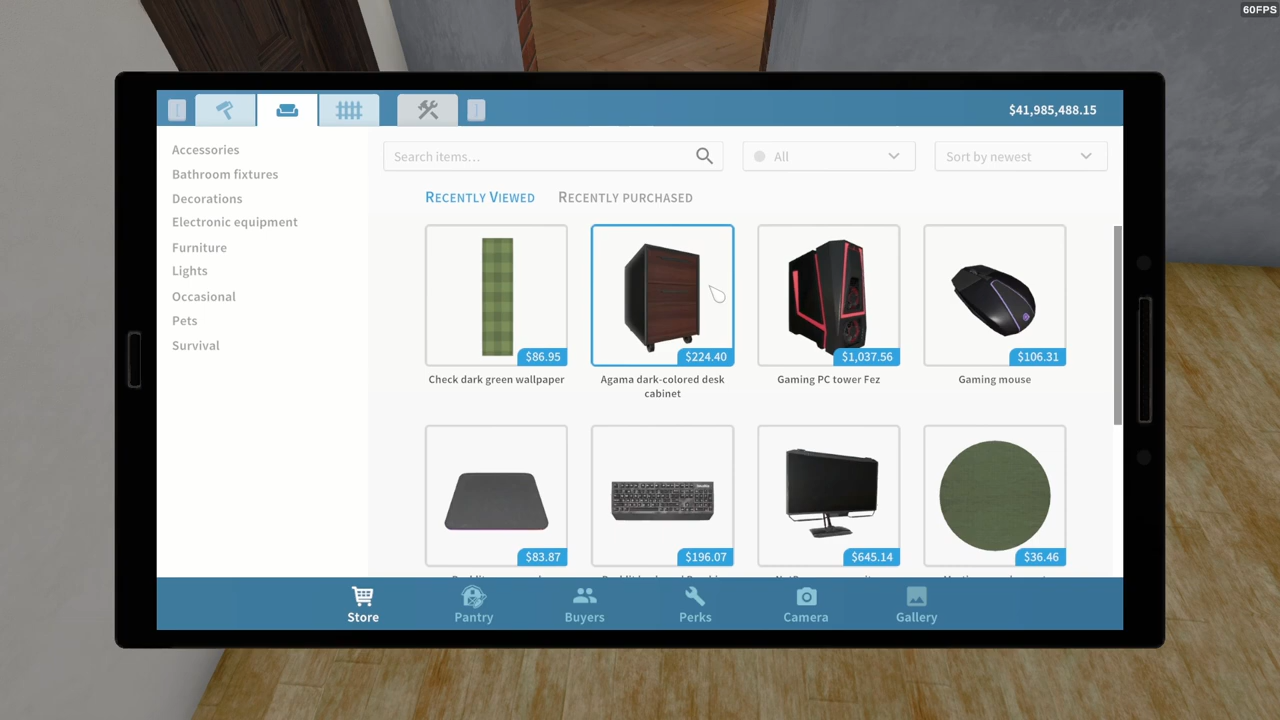 60FPS
$41,985,488.15
Accessories
Bathroom fixtures
Decorations
Electronic equipment
Furniture
Lights
Occasional
Pets
Survival
Search items...
All
Sort by newest
Recently Viewed
Recently purchased
$86.95
$224.40
$1,037.56
$106.31
Check dark green wallpaper
Agama dark-colored desk
cabinet
Gaming PC tower Fez
Gaming mouse
$83.87
$196.07
$645.14
$36.46
Store
Pantry
Buyers
Perks
Camera
Gallery